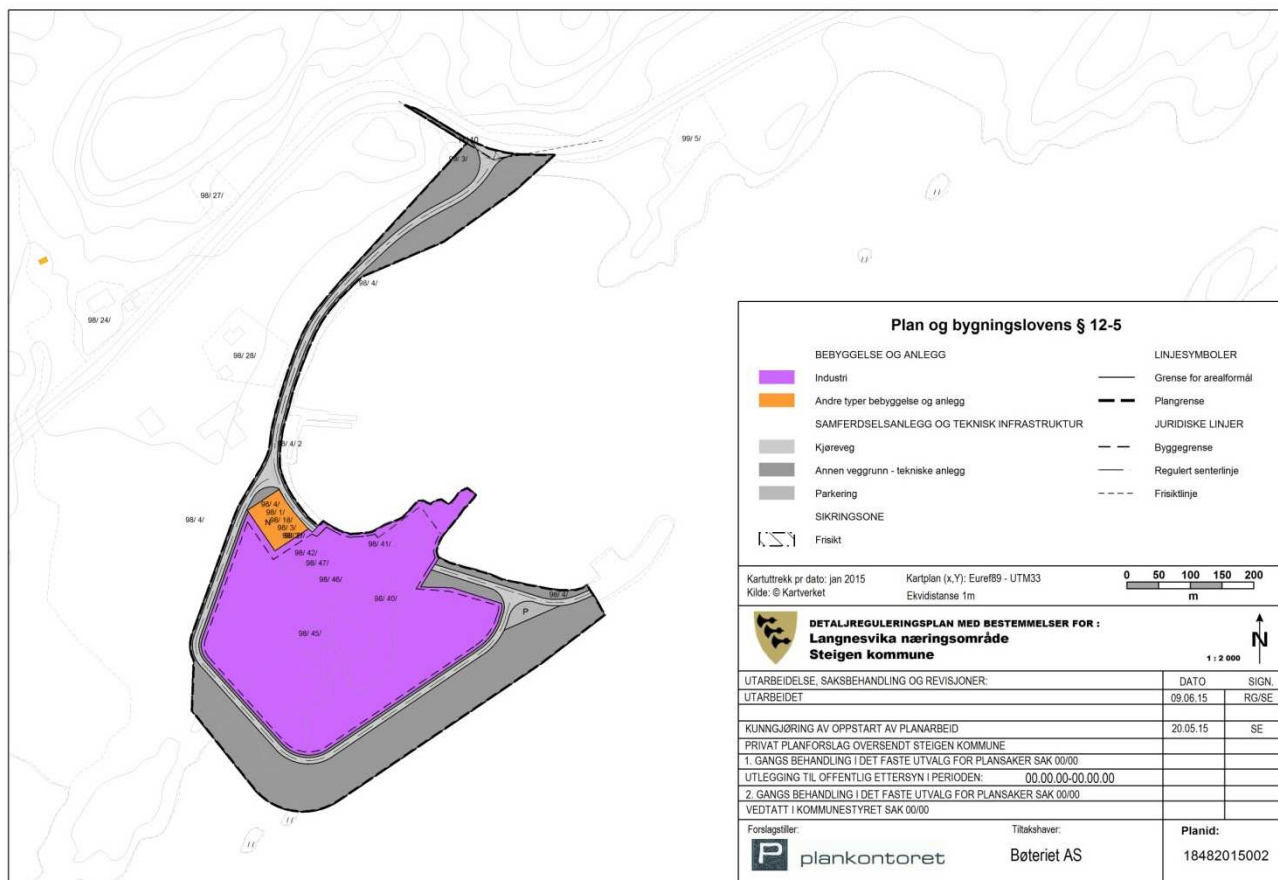 99/ 3/
99/ 5/
98/ 27/
98/ 4/
98/ 24/
98/ 28/
98/ 4/ 2
98/ 4/
98/ 4/
98/ 1/
98/ 18/
N
98/ 3/
98/ 42/
98/ 41/
98/ 47/
98/ 46/
98/ 40/
98/ 4/
P
98/ 45/
Plan og bygningslovens § 12-5
BEBYGGELSE OG ANLEGG
Industri
Andre typer bebyggelse og anlegg
SAMFERDSELSANLEGG OG TEKNISK INFRASTRUKTUR
Kjøreveg
Annen veggrunn - tekniske anlegg
Parkering
SIKRINGSONE
Frisikt
LINJESYMBOLER
Grense for arealformål
Plangrense
JURIDISKE LINJER
Byggegrense
Regulert senterlinje
Frisiktlinje
Kartuttrekk pr dato: jan 2015
Kilde: © Kartverket
Kartplan (x,Y): Euref89 - UTM33
Ekvidistanse 1m
0 50 100 150 200
m
DETALJREGULERINGSPLAN MED BESTEMMELSER FOR :
Langnesvika næringsområde
Steigen kommune
N
1 : 2 000
UTARBEIDELSE, SAKSBEHANDLING OG REVISJONER: DATO SIGN.
UTARBEIDET 09.06.15 RG/SE
KUNNGJØRING AV OPPSTART AV PLANARBEID 20.05.15 SE
PRIVAT PLANFORSLAG OVERSENDT STEIGEN KOMMUNE
1. GANGS BEHANDLING I DET FASTE UTVALG FOR PLANSAKER SAK 00/00
UTLEGGING TIL OFFENTLIG ETTERSYN I PERIODEN: 00.00.00-00.00.00
2. GANGS BEHANDLING I DET FASTE UTVALG FOR PLANSAKER SAK 00/00
VEDTATT I KOMMUNESTYRET SAK 00/00
Forslagstiller:
P plankontoret
Tiltakshaver:
Bøteriet AS
Planid:
18482015002